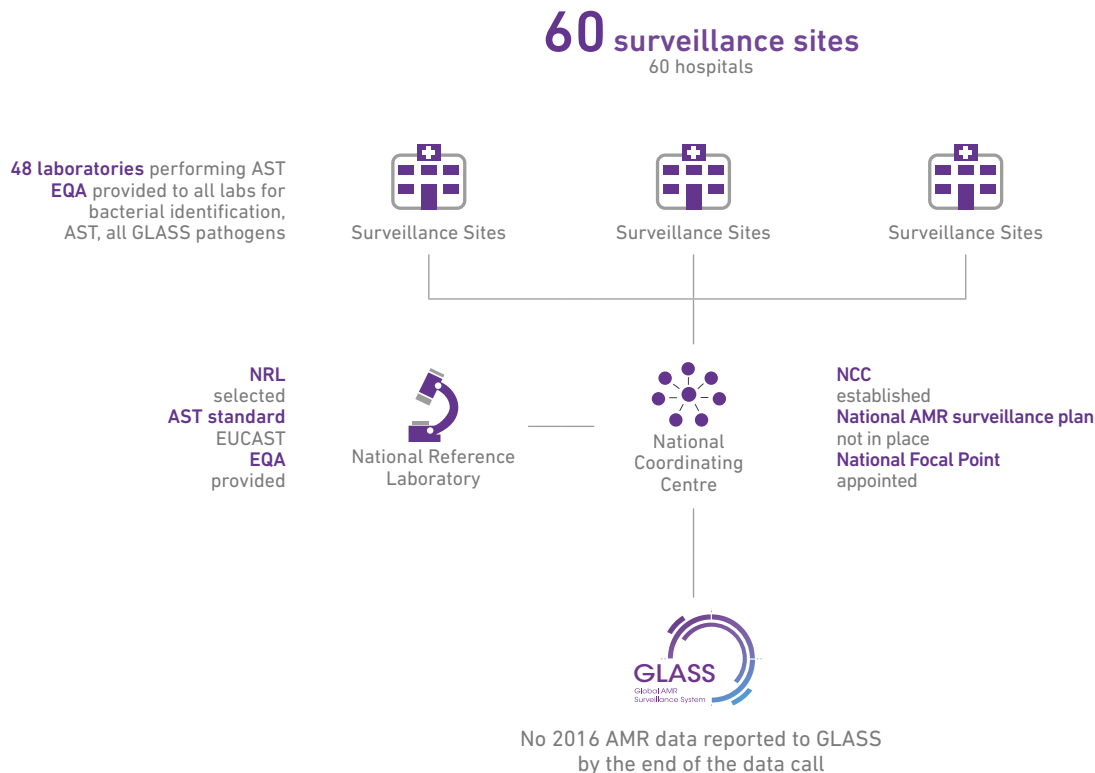 60 surveillance sites
60 hospitals
48 laboratories performing AST
EQA provided to all labs for
bacterial identification,
AST, all GLASS pathogens
Surveillance Sites
Surveillance Sites
Surveillance Sites
NRL
selected
AST standard
EUCAST
EQA
provided
National Reference
Laboratory
National
Coordinating
Centre
NCC
established
National AMR surveillance plan
not in place
National Focal Point
appointed
GLASS
Global AMR
Surveillance System
No 2016 AMR data reported to GLASS
by the end of the data call